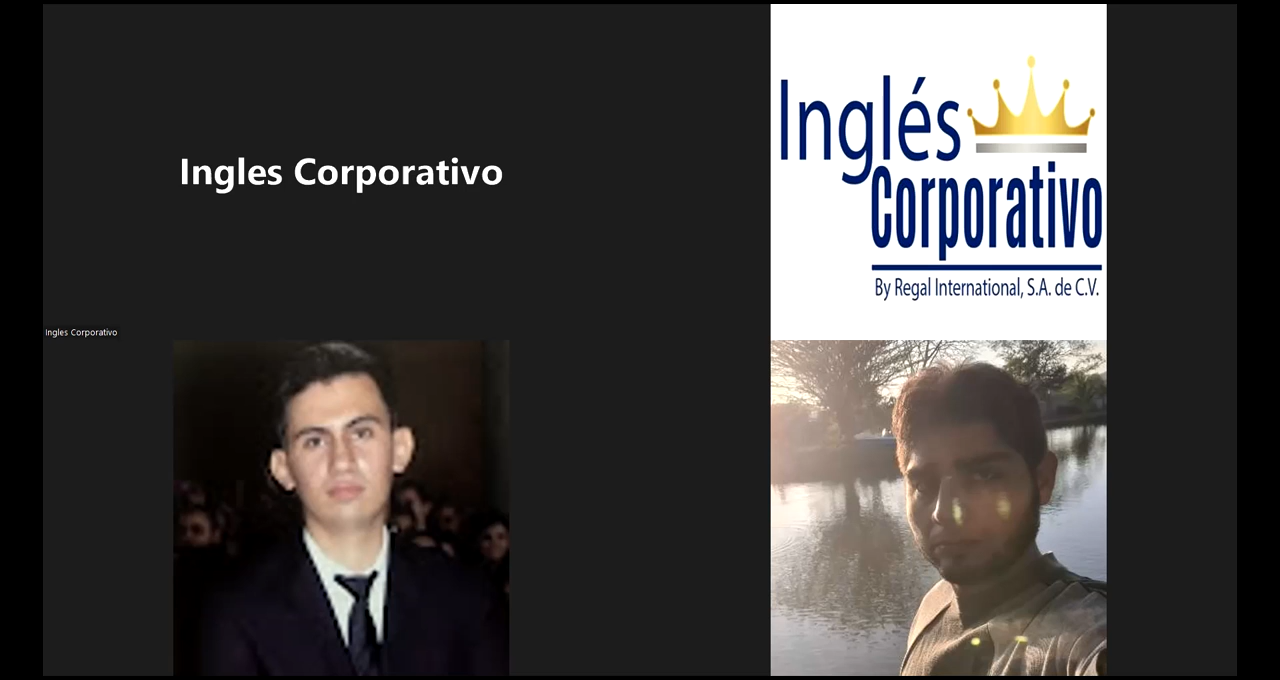 Ingles Corporativo
Ingles Corporativo
Inglés
Corporativo
By Regal International, S.A. de C.V.